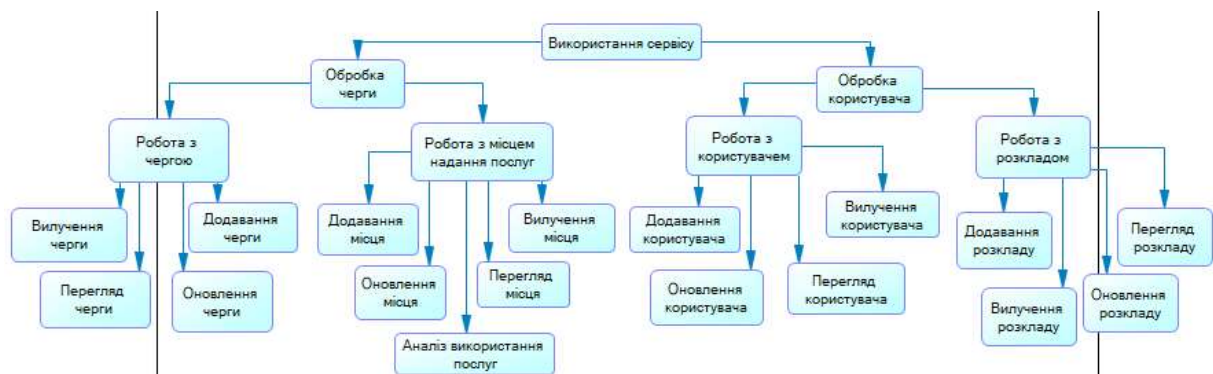 Використання сервісу
Обробка
черги
Обробка
користувача
Робота з
чергою
Робота з місцем
надання послуг
Робота з
користувачем
Робота з
розкладом
Вилучення
черги
Додавання
черги
Перегляд
черги
Оновлення
черги
Додавання
місця
Вилучення
місця
Оновлення
місця
Перегляд
місця
Аналіз використання
послуг
Додавання
користувача
Вилучення
користувача
Оновлення
користувача
Перегляд
користувача
Додавання
розкладу
Перегляд
розкладу
Вилучення
розкладу
Оновлення
розкладу